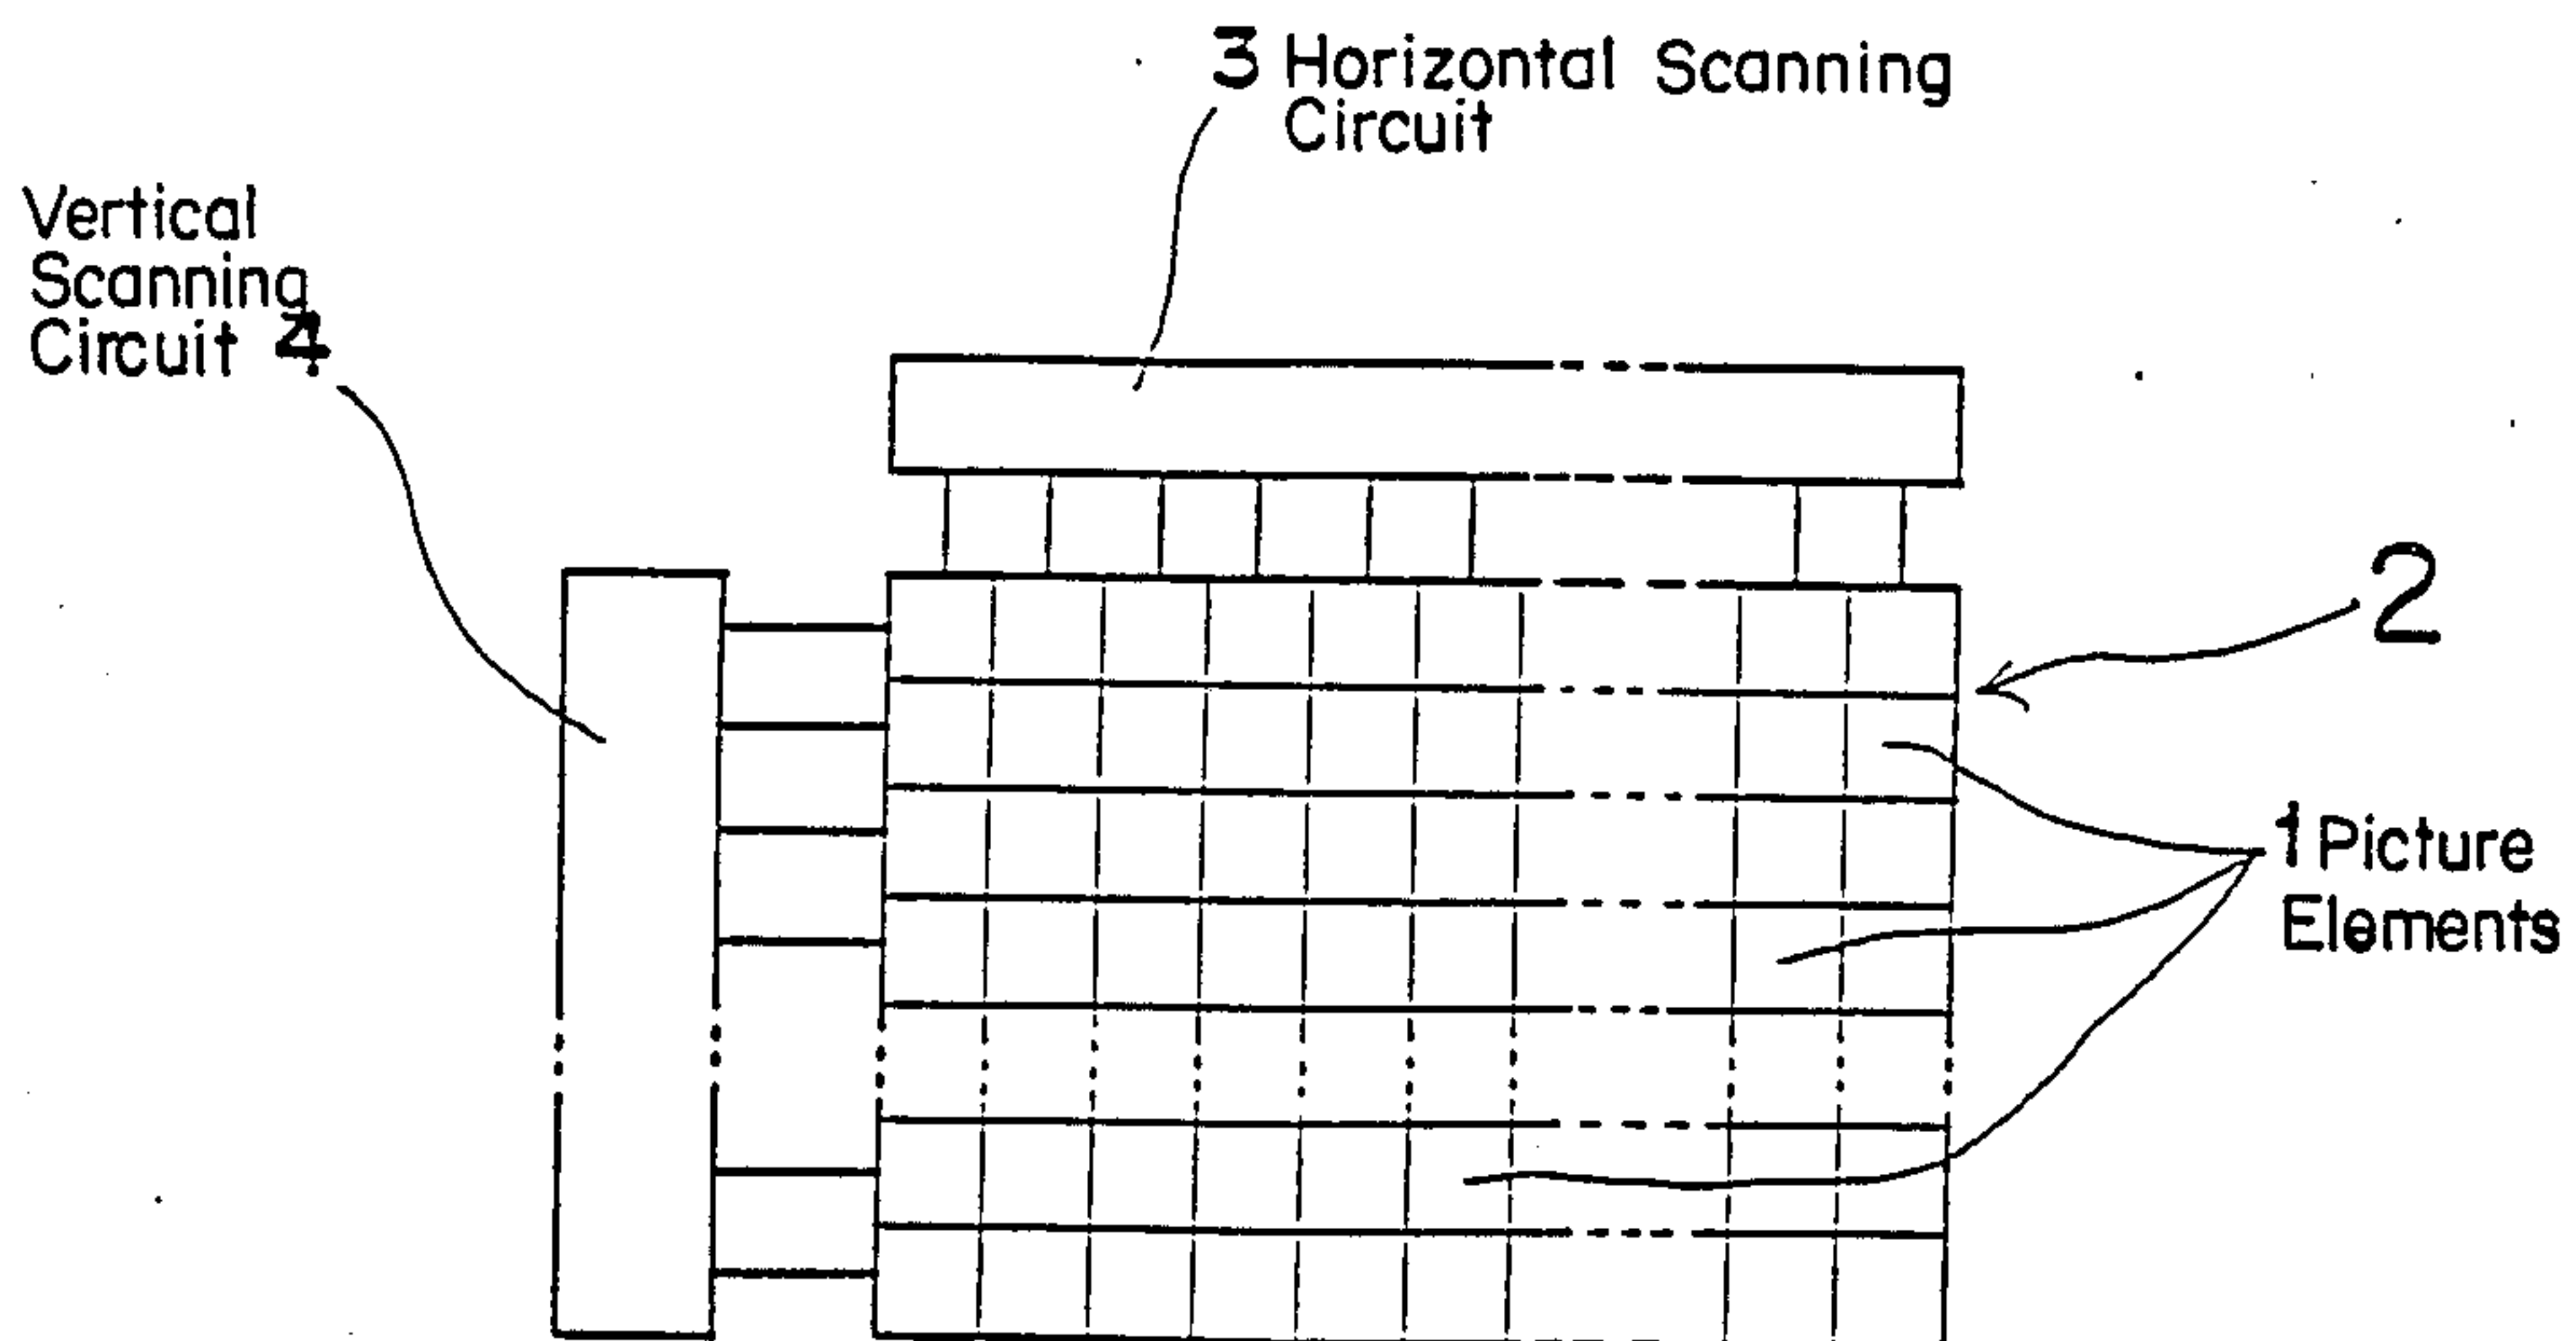 3 Horizontal Scanning
Circuit
Vertical
Scanning
Circuit 4
2
1 Picture
Elements